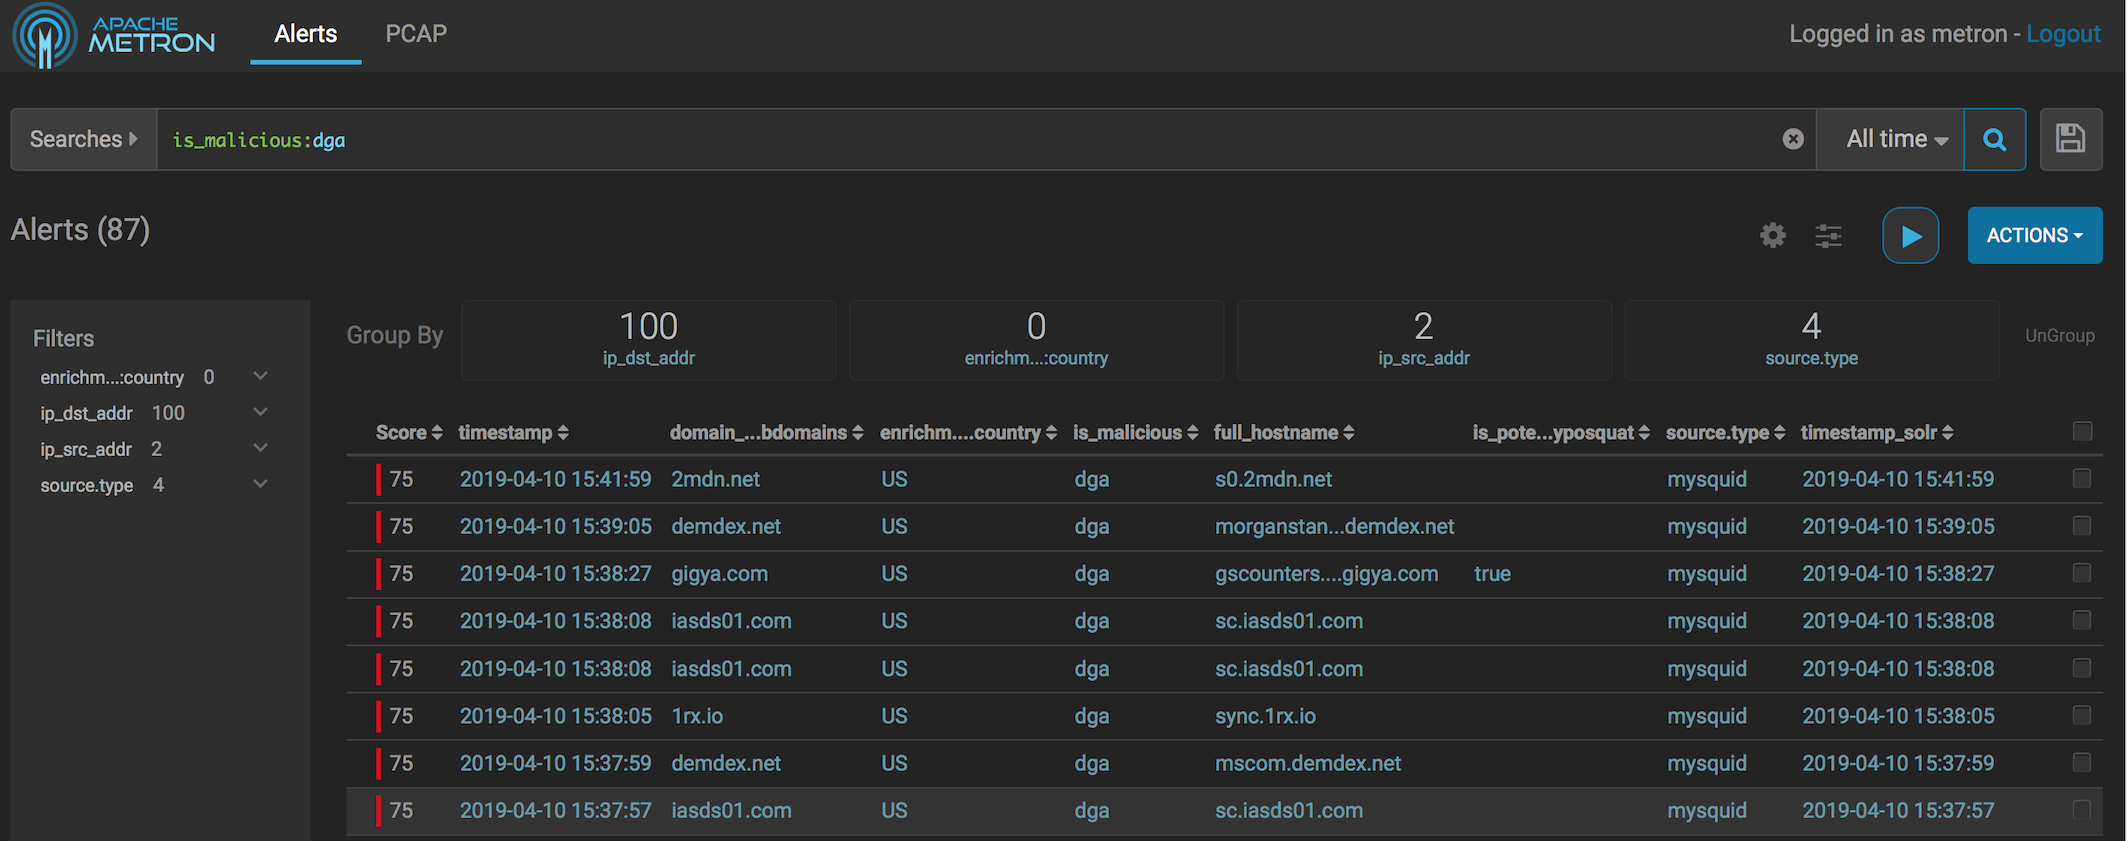 APACHE
METRON
Alerts PCAP Logged in as metron - Logout
Searches is_malicious:dga All time
Alerts (87) ACTIONS
Filters
enrichm...:country 0
ip_dst_addr 100
ip_src_addr 2
source.type 4
Group By 100 ip_dst_addr 0 enrichm...:country 2 ip_src_addr 4 source.type UnGroup
Score timestamp domain_...bdomains enrichm....country is_malicious full_hostname is_pote...yposquat source.type timestamp_solr
75 2019-04-10 15:41:59 2mdn.net US dga s0.2mdn.net mysquid 2019-04-10 15:41:59
75 2019-04-10 15:39:05 demdex.net US dga morganstan...demdex.net mysquid 2019-04-10 15:39:05
75 2019-04-10 15:38:27 gigya.com US dga gscounters....gigya.com true mysquid 2019-04-10 15:38:27
75 2019-04-10 15:38:08 iasds01.com US dga sc.iasds01.com mysquid 2019-04-10 15:38:08
75 2019-04-10 15:38:08 iasds01.com US dga sc.iasds01.com mysquid 2019-04-10 15:38:08
75 2019-04-10 15:38:05 1rx.io US dga sync.1rx.io mysquid 2019-04-10 15:38:05
75 2019-04-10 15:37:59 demdex.net US dga mscom.demdex.net mysquid 2019-04-10 15:37:59
75 2019-04-10 15:37:57 iasds01.com US dga sc.iasds01.com mysquid 2019-04-10 15:37:57